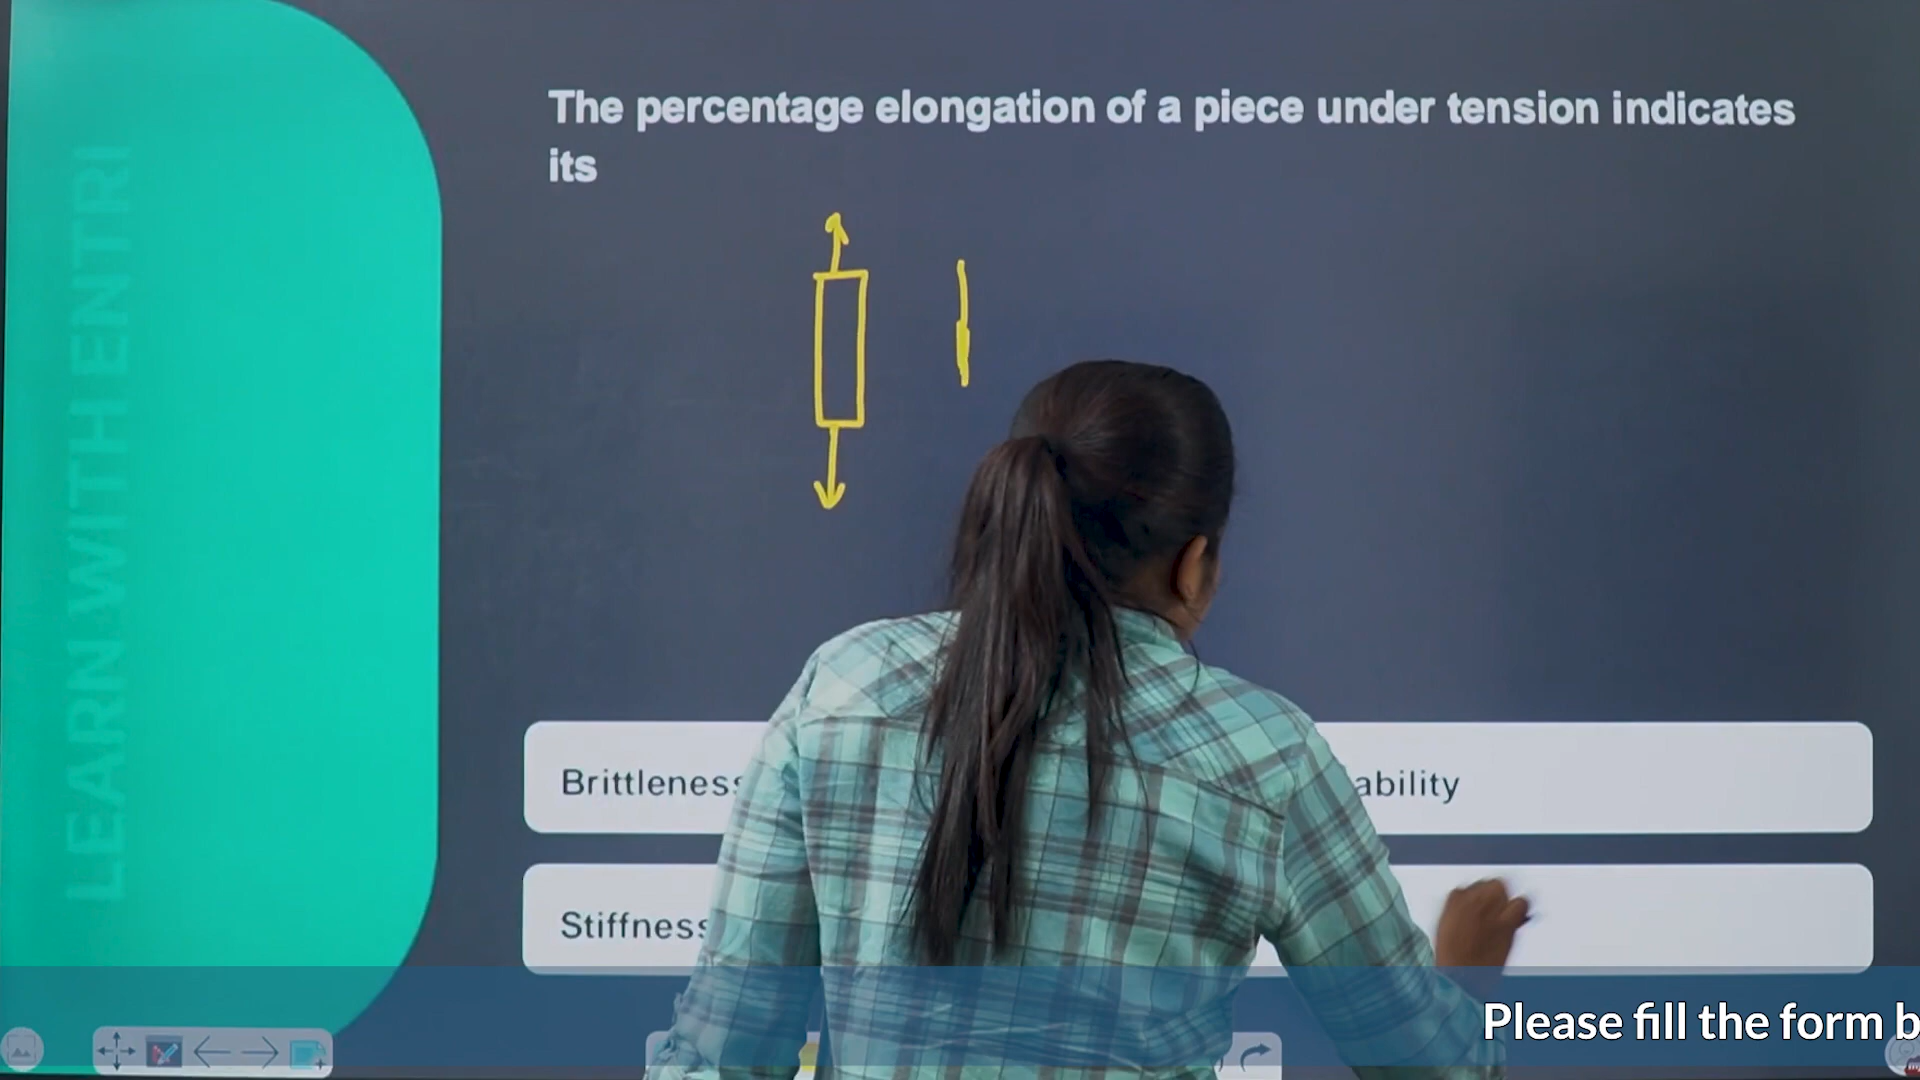 LEARN WITH ENTRI
The percentage elongation of a piece under tension indicates
its
Brittleness
ability
Stiffness
Please fill the form b